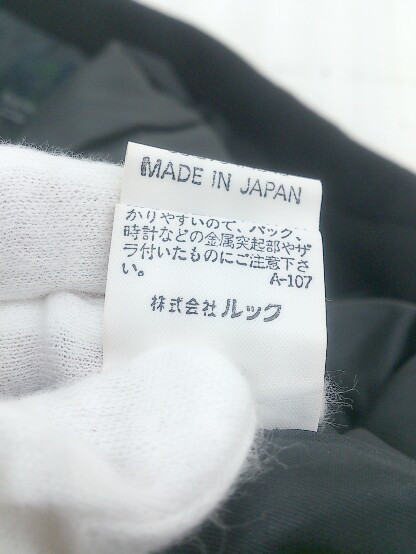 MADE IN JAPAN
かりやすいので、バック、
時計などの金属突起部やザ
ラ付いたものにご注意下さ
い。
A-107
株式会社ルック